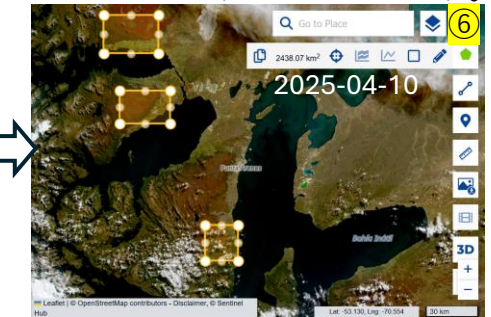 Go to Place
⑥
2438.07 km²
2025-04-10
Punta Arenas
Bahía Inútil
3D
+
−
Leaflet | © OpenStreetMap contributors - Disclaimer, © Sentinel
Hub
Lat: -53.130, Lng: -70.554
30 km